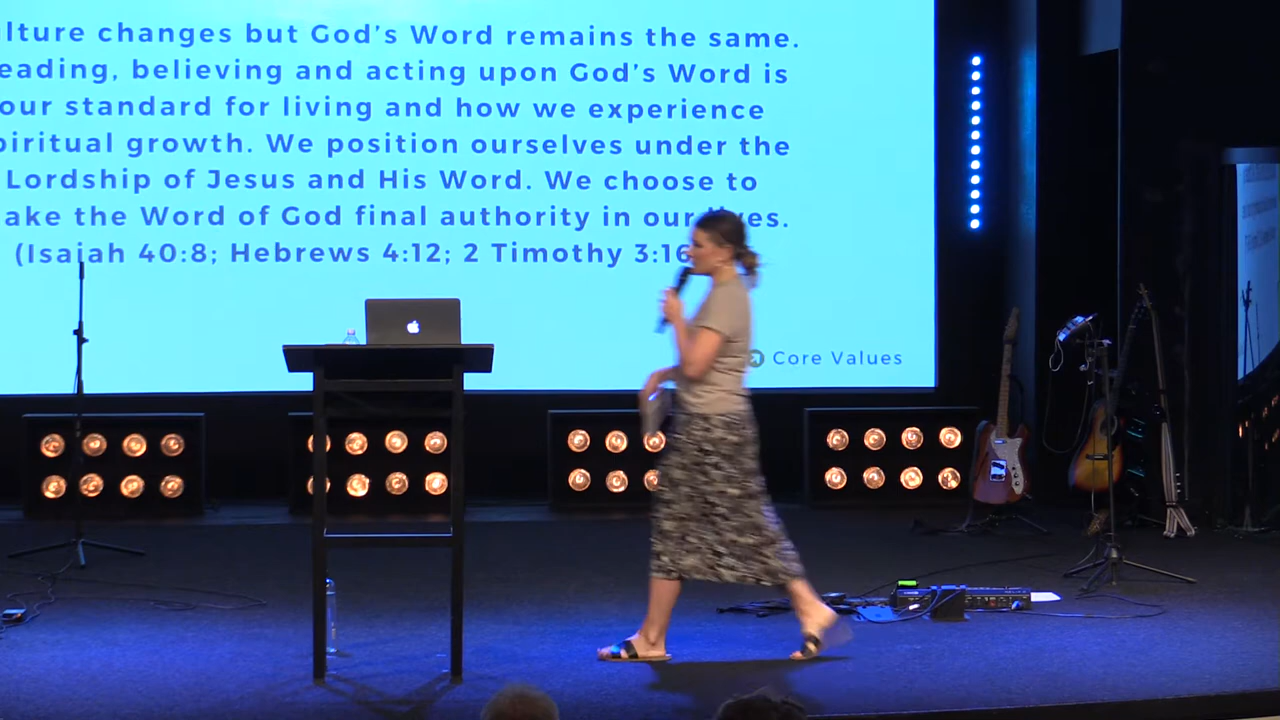 lture changes but God's Word remains the same.
eading, believing and acting upon God's Word is
our standard for living and how we experience
piritual growth. We position ourselves under the
Lordship of Jesus and His Word. We choose to
ake the Word of God final authority in our lives.
(Isaiah 40:8; Hebrews 4:12; 2 Timothy 3:16
Core Values